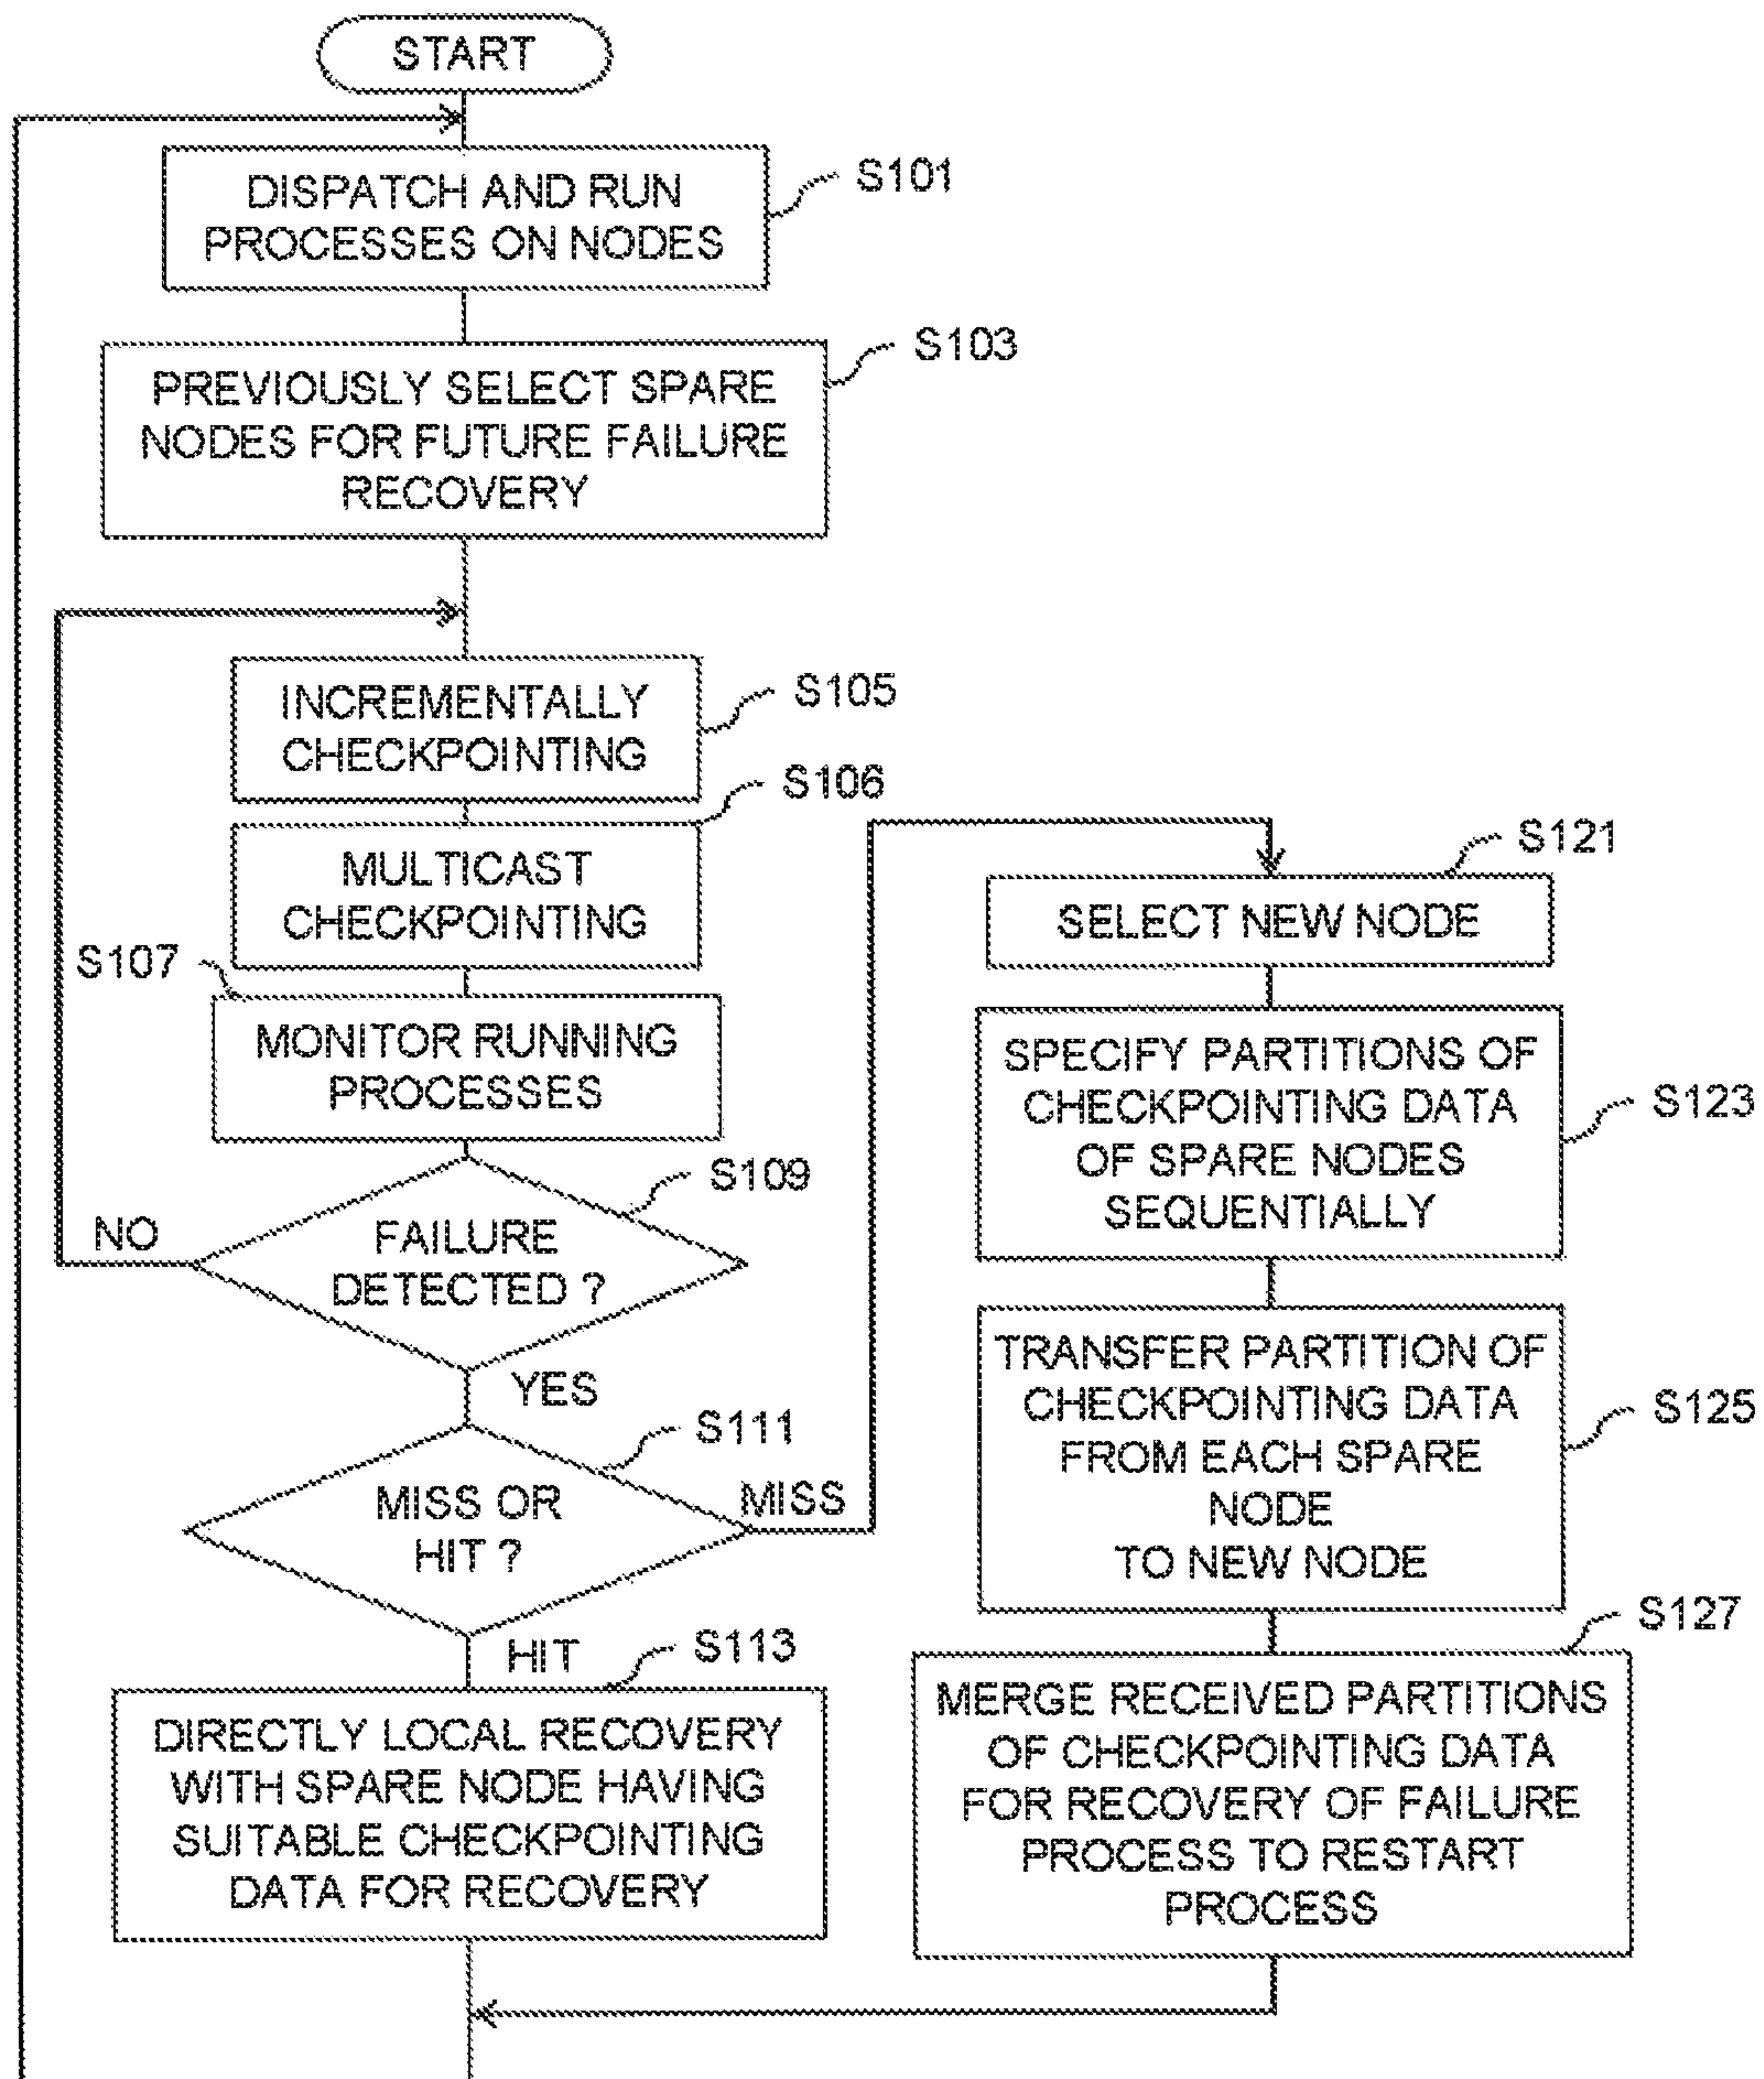 START
DISPATCH AND RUN
PROCESSES ON NODES
S101
PREVIOUSLY SELECT SPARE
NODES FOR FUTURE FAILURE
RECOVERY
S103
INCREMENTALLY
CHECKPOINTING
S105
MULTICAST
CHECKPOINTING
S106
S107
MONITOR RUNNING
PROCESSES
FAILURE
DETECTED ?
S109
NO
YES
MISS OR
HIT ?
S111
MISS
HIT
S113
DIRECTLY LOCAL RECOVERY
WITH SPARE NODE HAVING
SUITABLE CHECKPOINTING
DATA FOR RECOVERY
S121
SELECT NEW NODE
SPECIFY PARTITIONS OF
CHECKPOINTING DATA
OF SPARE NODES
SEQUENTIALLY
S123
TRANSFER PARTITION OF
CHECKPOINTING DATA
FROM EACH SPARE
NODE
TO NEW NODE
S125
S127
MERGE RECEIVED PARTITIONS
OF CHECKPOINTING DATA
FOR RECOVERY OF FAILURE
PROCESS TO RESTART
PROCESS